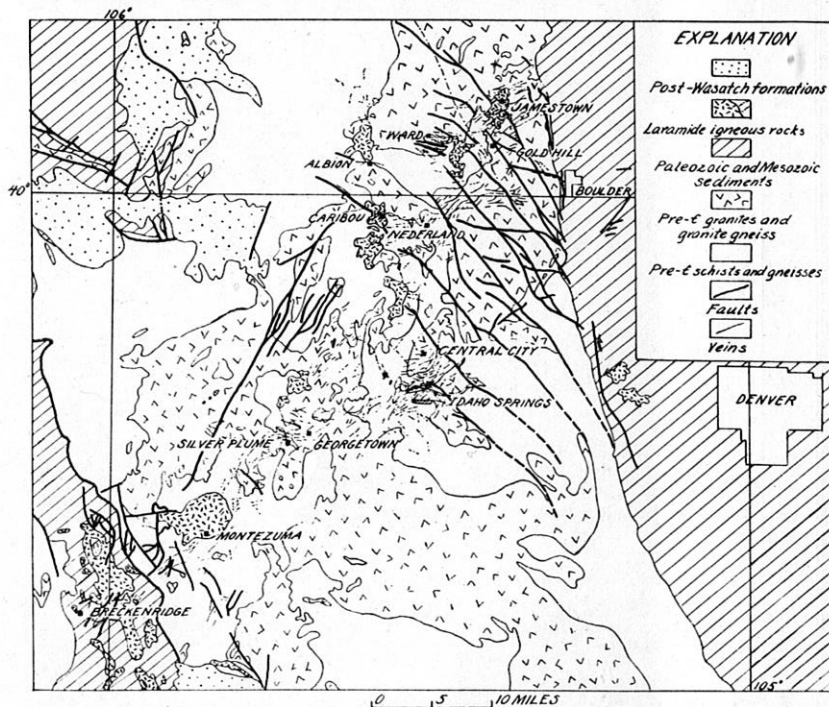 106°
EXPLANATION
Post-Wasatch formations
Laramide igneous rocks
Paleozoic and Mesozoic
sediments
Pre-Є granites and
granite gneiss
Pre-Є schists and gneisses
Faults
Veins
JAMESTOWN
WARD
GOLD HILL
ALBION
40°
BOULDER
CARIBOU
NEDERLAND
CENTRAL CITY
IDAHO SPRINGS
DENVER
SILVER PLUME
GEORGETOWN
MONTEZUMA
BRECKENRIDGE
105°
0 5 10 MILES